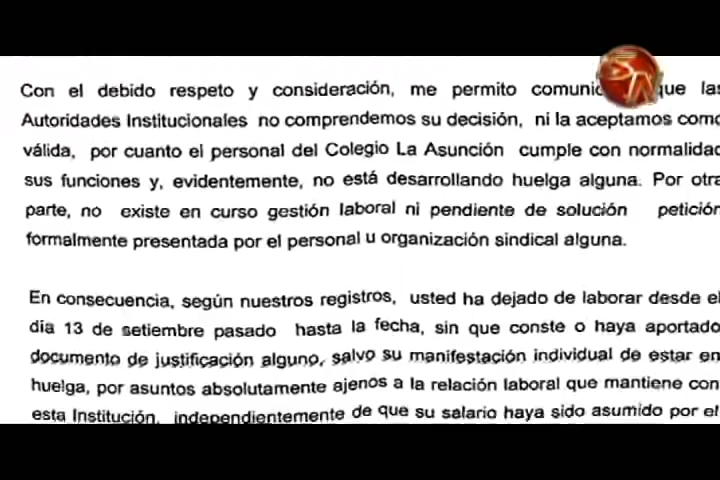 Con el debido respeto y consideración, me permito que las
Autoridades Institucionales no comprendemos su decisión, ni la aceptamos como
válida, por cuanto el personal del Colegio La Asunción cumple con normalidad
sus funciones y, evidentemente, no está desarrollando huelga alguna. Por otra
parte, no existe en curso gestión laboral ni pendiente de solución petición
formalmente presentada por el personal u organización sindical alguna.
En consecuencia, según nuestros registros, usted ha dejado de laborar desde el
día 13 de setiembre pasado hasta la fecha, sin que conste o haya aportado
documento de justificación alguno, salvo su manifestación individual de estar en
huelga, por asuntos absolutamente ajenos a la relación laboral que mantiene con
esta Institución, independientemente de que su salario haya sido asumido por el